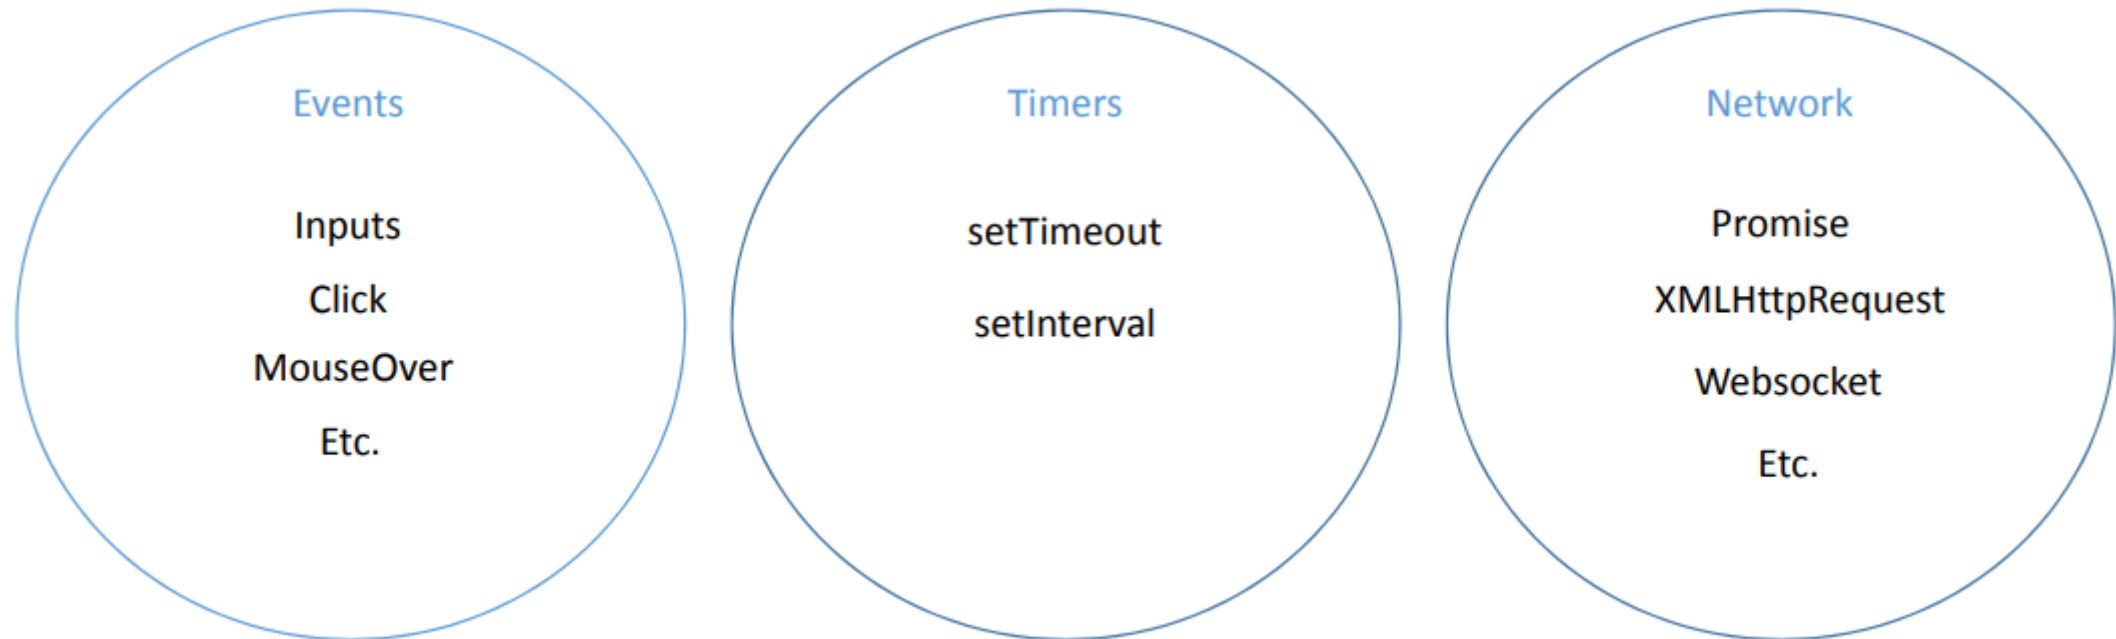 Events
Inputs
Click
MouseOver
Etc.
Timers
setTimeout
setInterval
Network
Promise
XMLHttpRequest
Websocket
Etc.